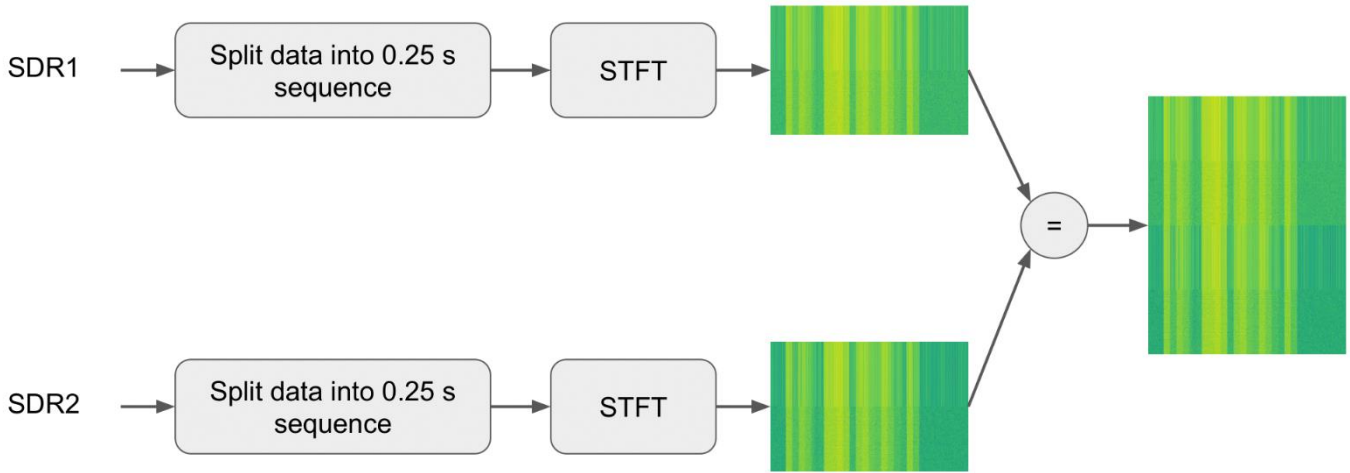 SDR1
Split data into 0.25 s
sequence
STFT
=
SDR2
Split data into 0.25 s
sequence
STFT